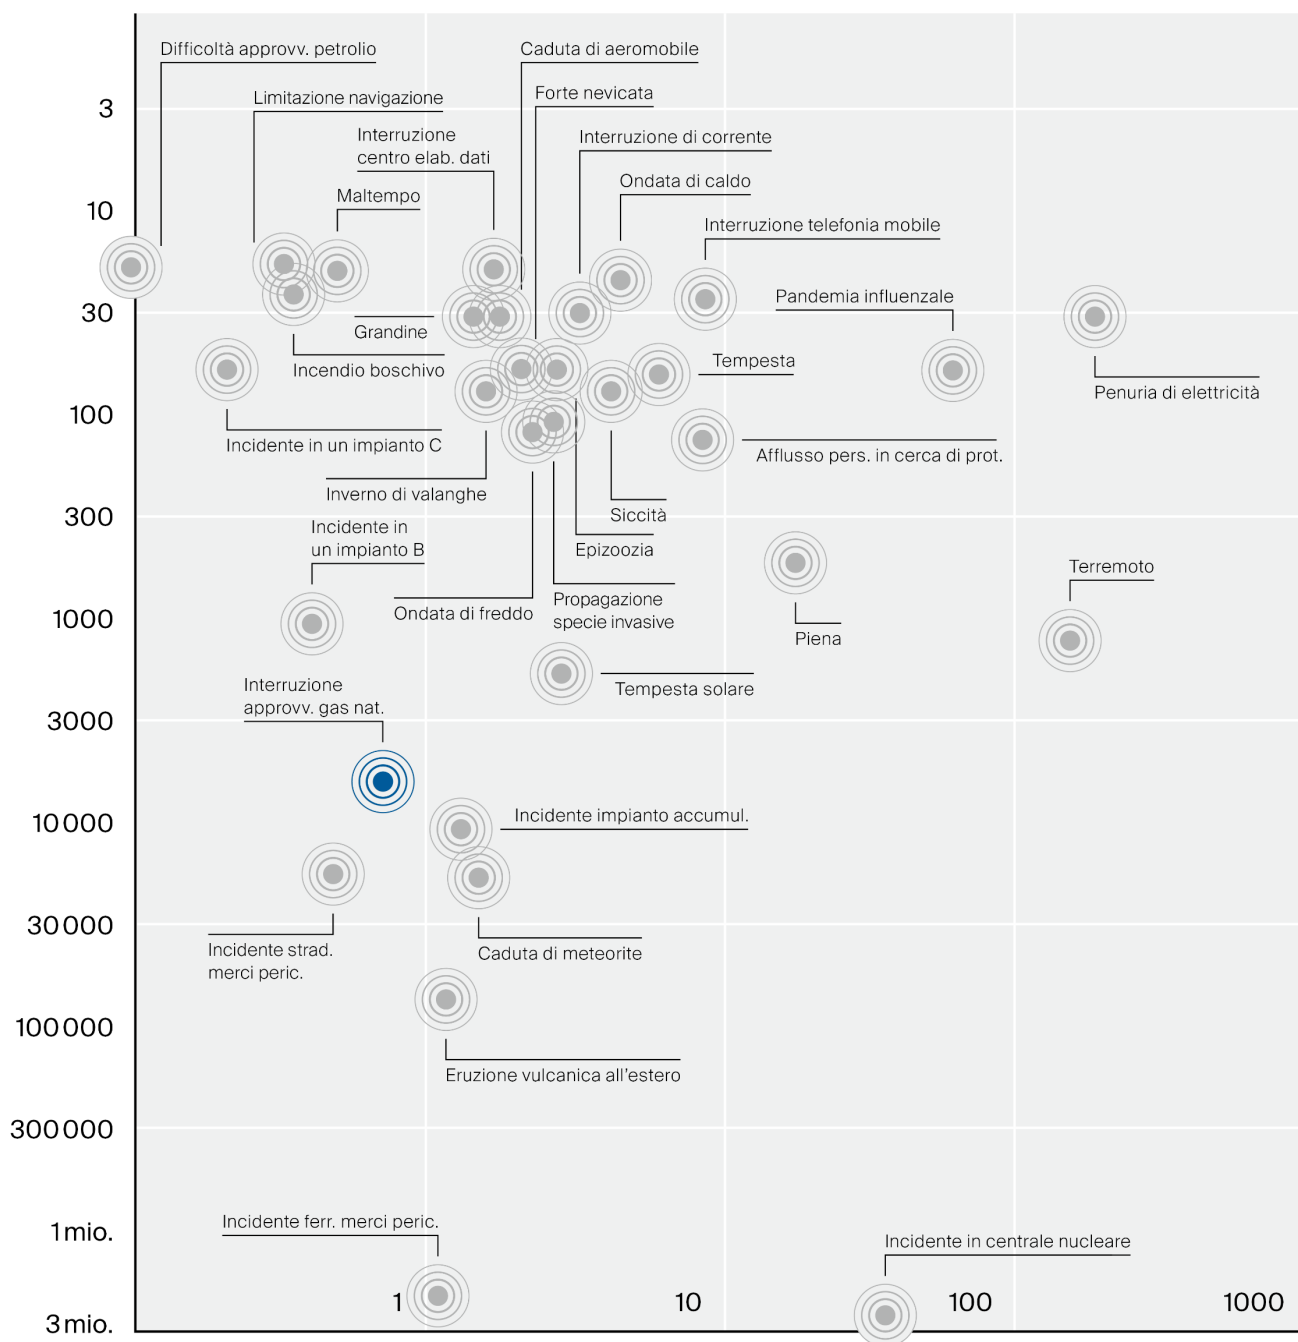 Difficoltà approvv. petrolio
Caduta di aeromobile
Forte nevicata
Limitazione navigazione
3
Interruzione
centro elab. dati
Interruzione di corrente
Ondata di caldo
Maltempo
10
Interruzione telefonia mobile
Pandemia influenzale
30
Grandine
Incendio boschivo
Tempesta
Penuria di elettricità
100
Incidente in un impianto C
Afflusso pers. in cerca di prot.
Inverno di valanghe
Siccità
300
Incidente in
un impianto B
Epizoozia
Terremoto
Ondata di freddo
Propagazione
specie invasive
1000
Piena
Interruzione
approvv. gas nat.
Tempesta solare
3000
Incidente impianto accumul.
10 000
30 000
Incidente strad.
merci peric.
Caduta di meteorite
100 000
Eruzione vulcanica all'estero
300 000
Incidente ferr. merci peric.
1 mio.
Incidente in centrale nucleare
1
10
100
1000
3 mio.